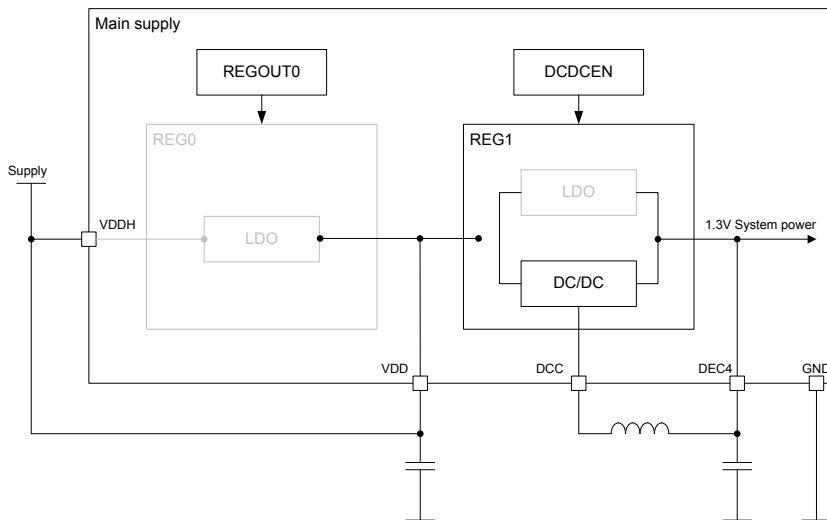 Main supply
REGOUT0
DCDCEN
REG0
REG1
Supply
LDO
VDDH
1.3V System power
LDO
DC/DC
VDD
DCC
DEC4
GND